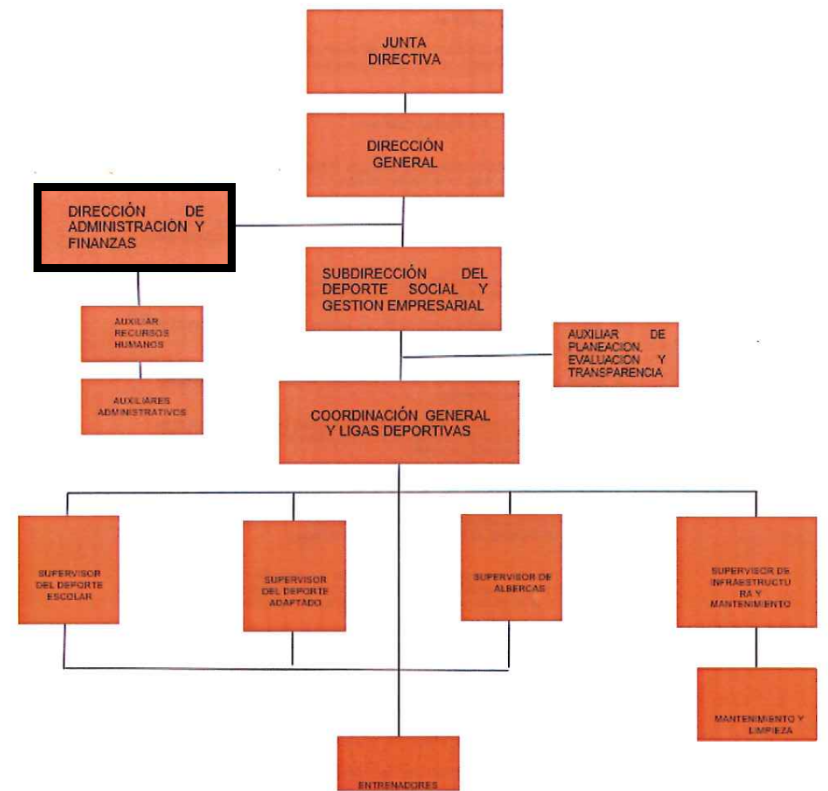 JUNTA
DIRECTIVA
DIRECCIÓN
GENERAL
DIRECCIÓN DE
ADMINISTRACIÓN Y
FINANZAS
SUBDIRECCIÓN DEL
DEPORTE SOCIAL Y
GESTION EMPRESARIAL
AUXILIAR
RECURSOS
HUMANOS
AUXILIAR DE
PLANEACION,
EVALUACION Y
TRANSPARENCIA
AUXILIARES
ADMINISTRATIVOS
COORDINACIÓN GENERAL
Y LIGAS DEPORTIVAS
SUPERVISOR
DEL DEPORTE
ESCOLAR
SUPERVISOR
DEL DEPORTE
ADAPTADO
SUPERVISOR DE
ALBERCAS
SUPERVISOR DE
INFRAESTRUCTU
RA Y
MANTENIMIENTO
MANTENIMIENTO Y
LIMPIEZA
ENTRENADORES